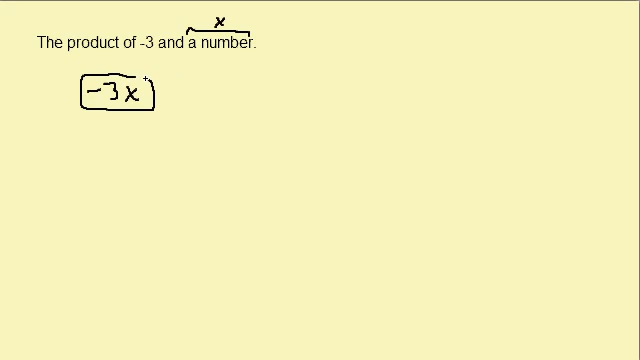 x
The product of -3 and a number.
-3x